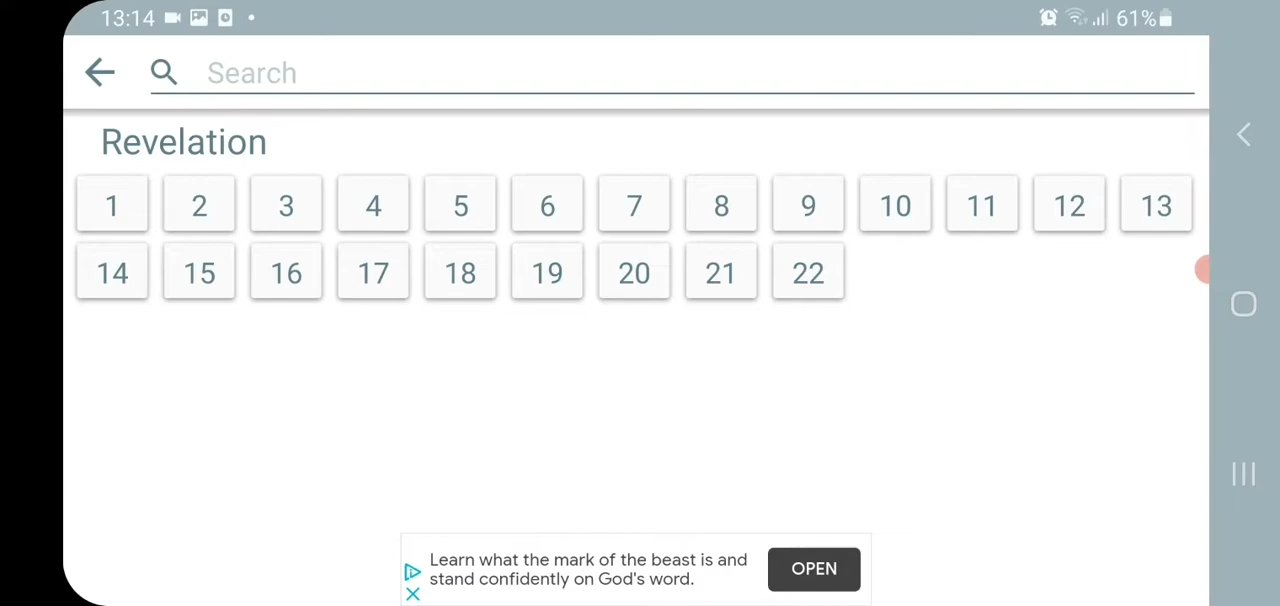 13:14 61%
Search
Revelation
1 2 3 4 5 6 7 8 9 10 11 12 13
14 15 16 17 18 19 20 21 22
Learn what the mark of the beast is and
stand confidently on God's word.
OPEN